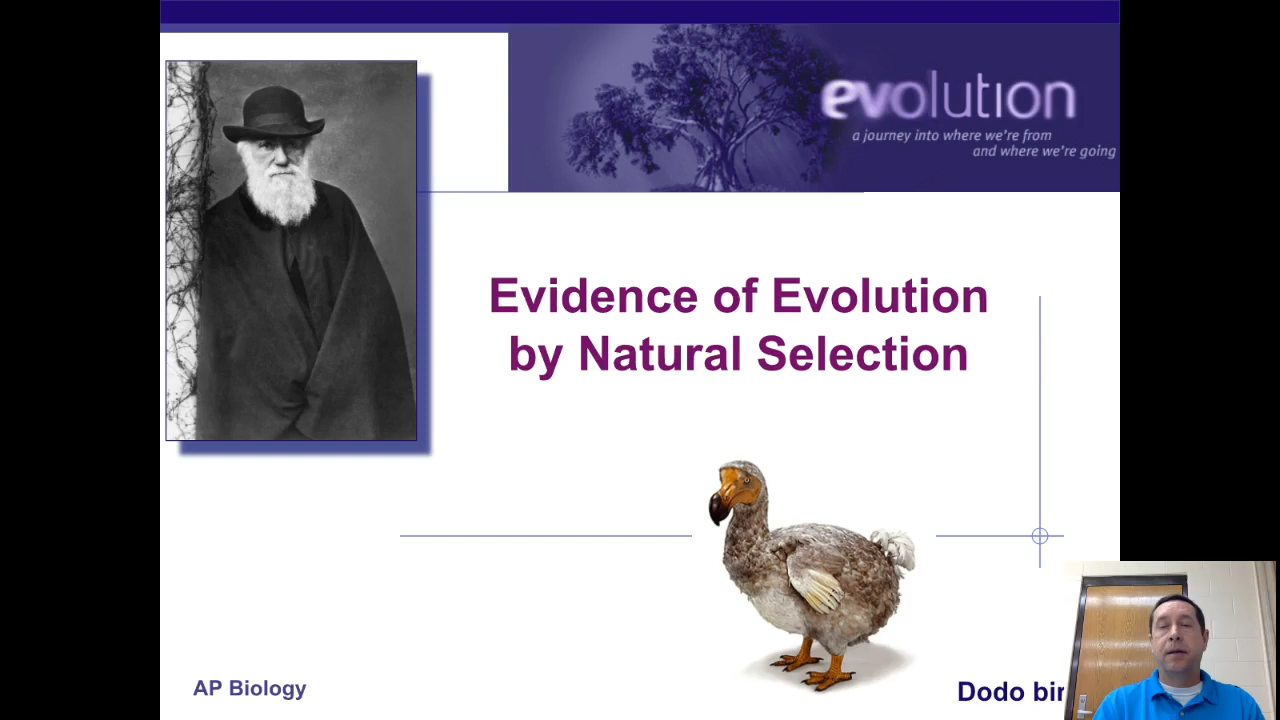 evolution
a journey into where we're from
and where we're going
Evidence of Evolution
by Natural Selection
AP Biology
Dodo bir